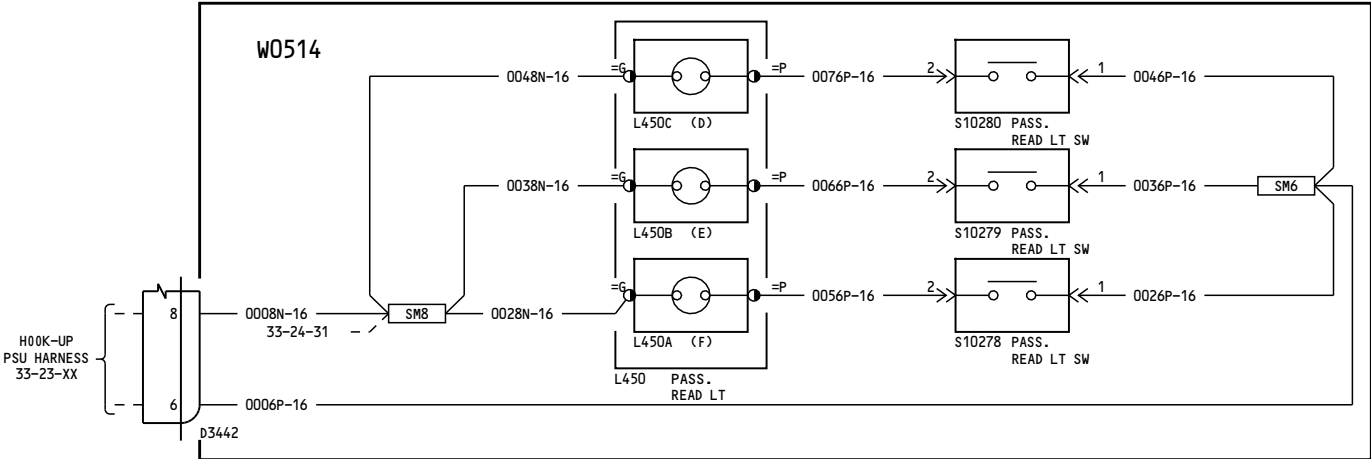 W0514
0048N-16
=G
=P
0076P-16
2
1
0046P-16
L450C (D)
S10280 PASS.
READ LT SW
0038N-16
=G
=P
0066P-16
2
1
0036P-16
SM6
L450B (E)
S10279 PASS.
READ LT SW
HOOK-UP
PSU HARNESS
33-23-XX
8
0008N-16
33-24-31
SM8
0028N-16
=G
=P
0056P-16
2
1
0026P-16
L450A (F)
S10278 PASS.
READ LT SW
L450 PASS.
READ LT
6
0006P-16
D3442